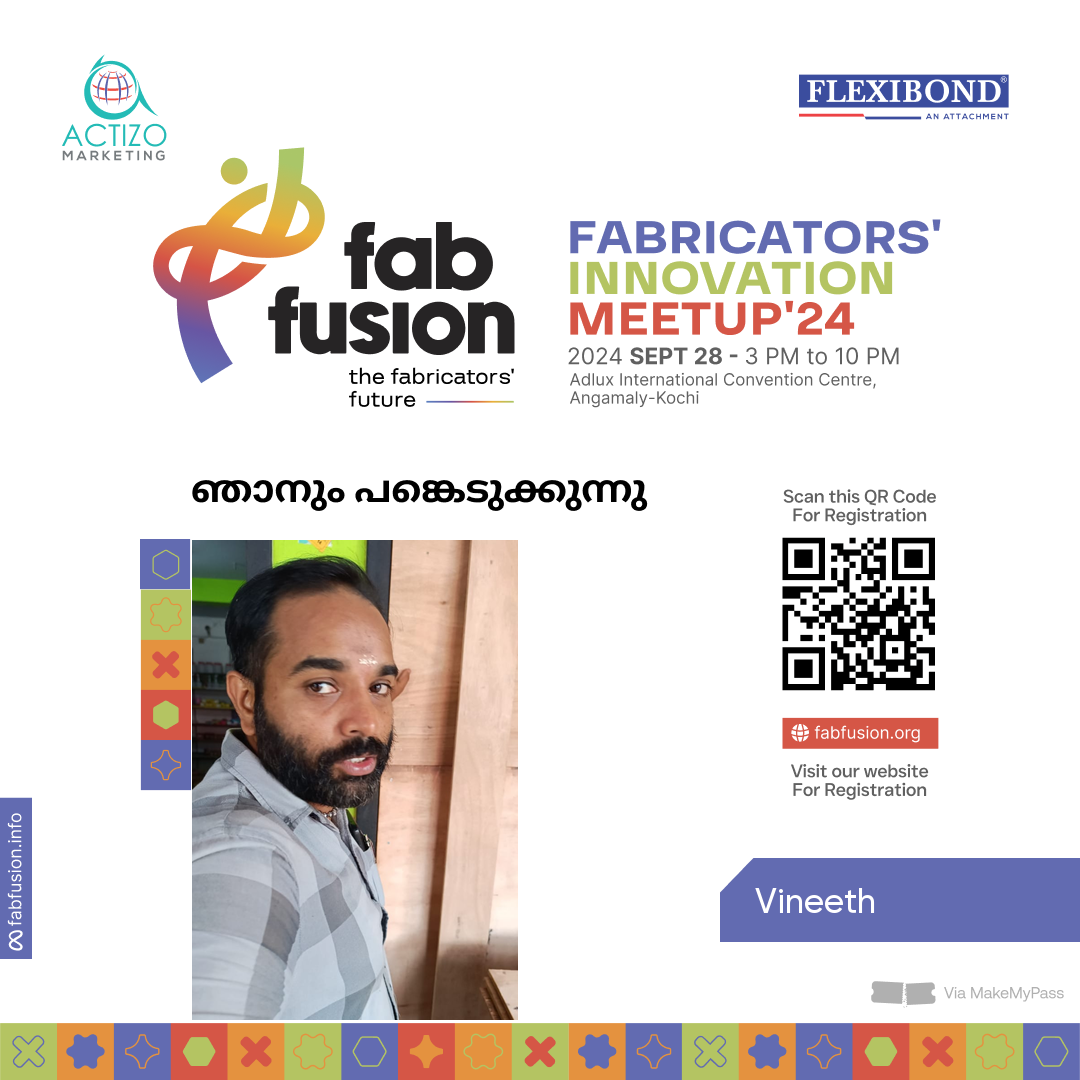 ACTIZO
MARKETING
FLEXIBOND®
AN ATTACHMENT
fab
fusion
the fabricators'
future
FABRICATORS'
INNOVATION
MEETUP'24
2024 SEPT 28 - 3 PM to 10 PM
Adlux International Convention Centre,
Angamaly-Kochi
ഞാനും പങ്കെടുക്കുന്നു
Scan this QR Code
For Registration
fabfusion.org
Visit our website
For Registration
fabfusion.info
Vineeth
Via MakeMyPass